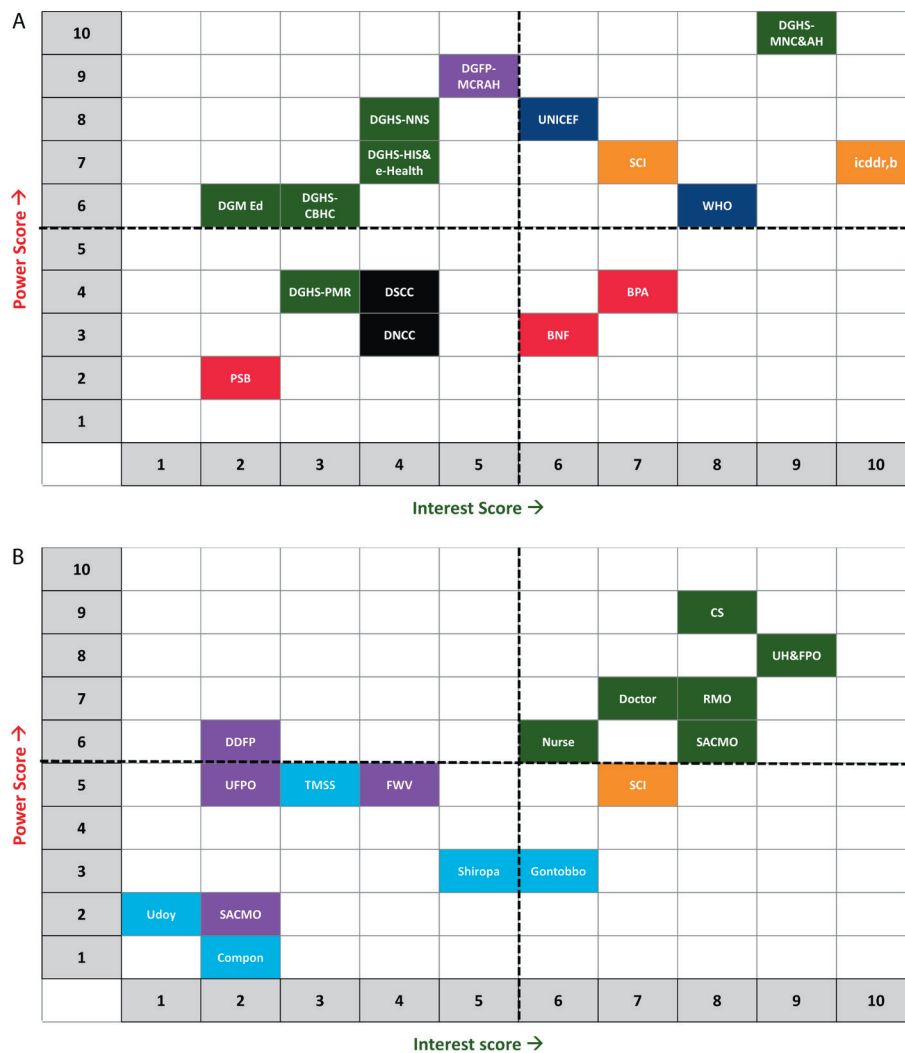 A
10
DGHS-
MNC&AH
9
DGFP-
MCRAH
8
DGHS-NNS
UNICEF
7
DGHS-HIS&
e-Health
SCI
icddr,b
6
DGM Ed
DGHS-
CBHC
WHO
5
4
DGHS-PMR
DSCC
BPA
3
DNCC
BNF
2
PSB
1
1 2 3 4 5 6 7 8 9 10
Power Score →
Interest Score →
B
10
9
CS
8
UH&FPO
7
Doctor
RMO
6
DDFP
Nurse
SACMO
5
UFPO
TMSS
FWV
SCI
4
3
Shiropa
Gontobbo
2
Udoy
SACMO
1
Compon
1 2 3 4 5 6 7 8 9 10
Power Score →
Interest score →